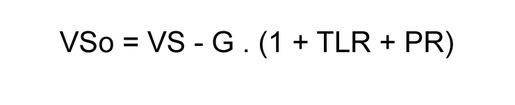 VSo = VS - G . (1 + TLR + PR)